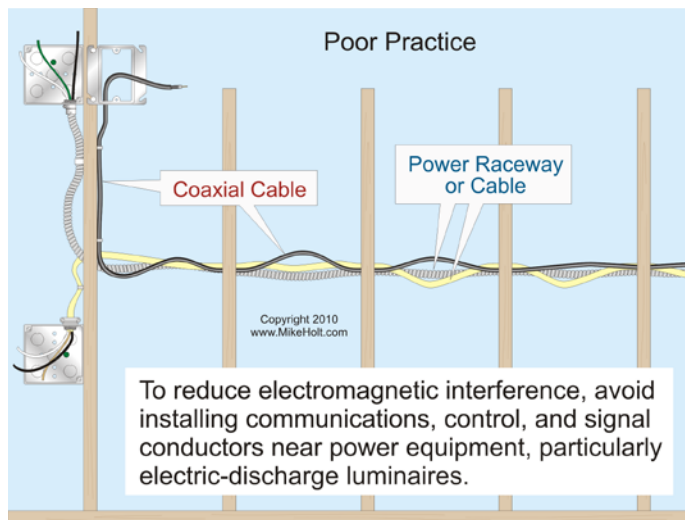 Poor Practice
Power Raceway
or Cable
Coaxial Cable
Copyright 2010
www.MikeHolt.com
To reduce electromagnetic interference, avoid
installing communications, control, and signal
conductors near power equipment, particularly
electric-discharge luminaires.